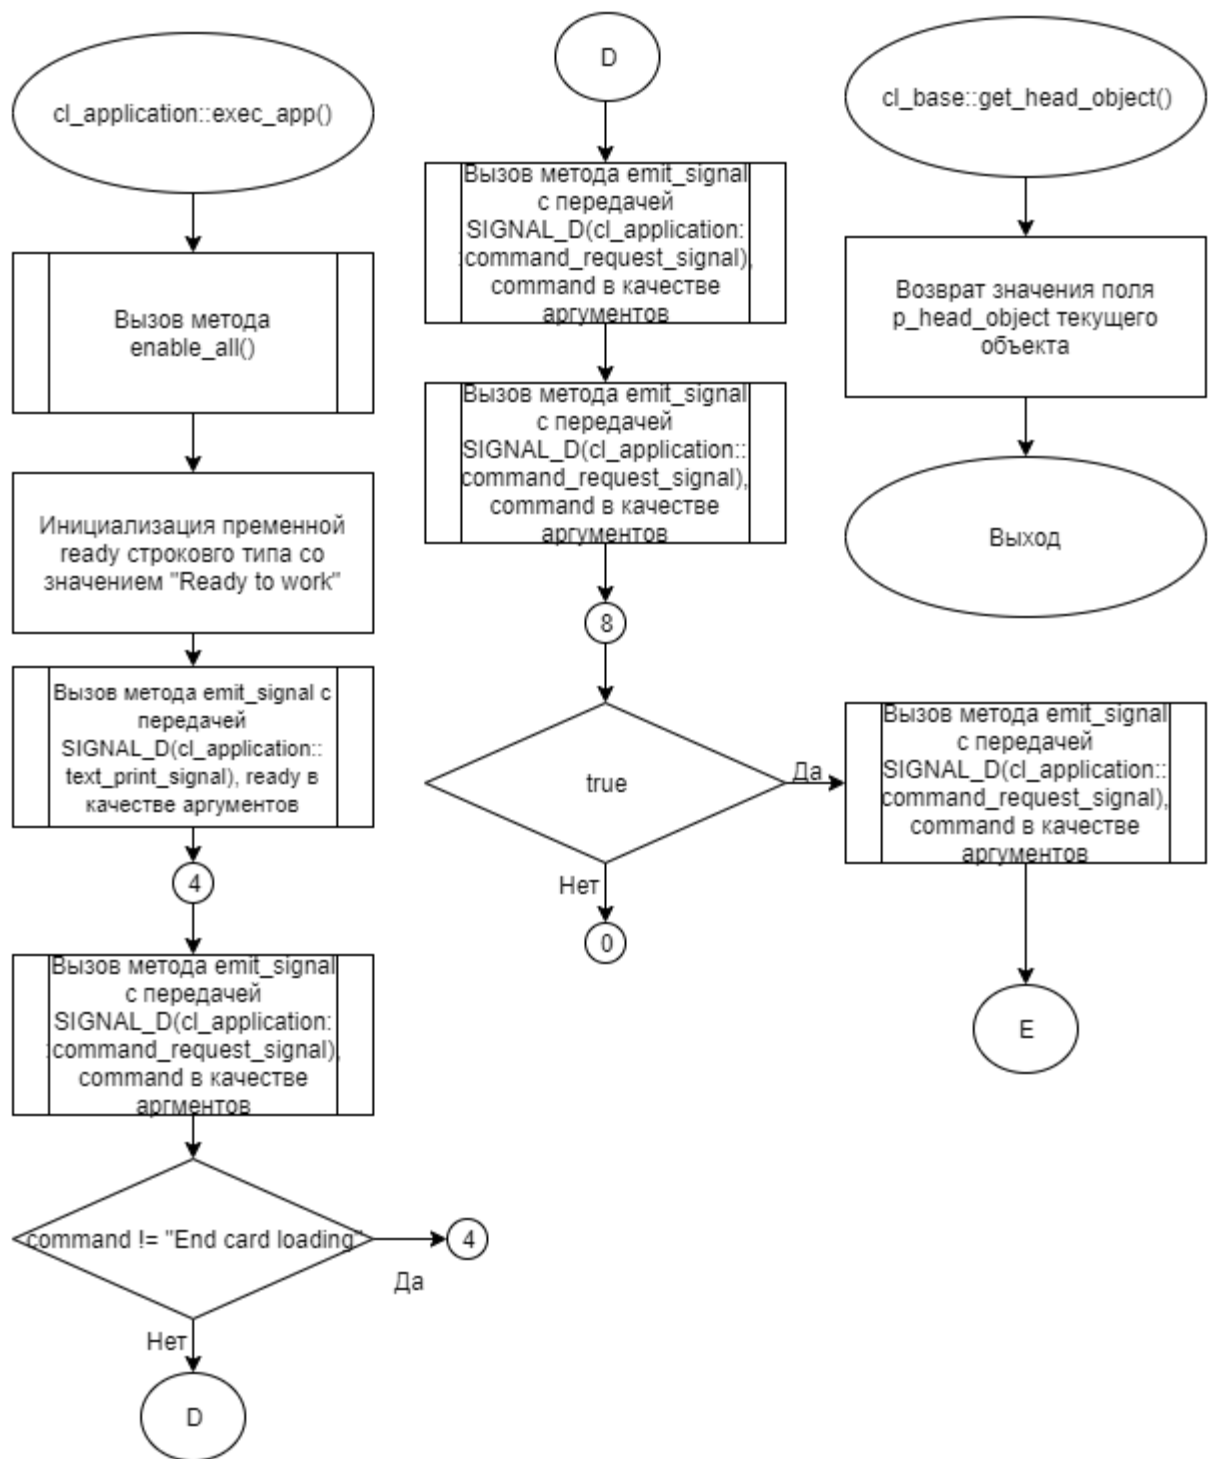 cl_application::exec_app()
Вызов метода
enable_all()
Инициализация пременной
ready строковго типа со
значением "Ready to work"
Вызов метода emit_signal с
передачей
SIGNAL_D(cl_application::
text_print_signal), ready в
качестве аргументов
4
Вызов метода emit_signal
с передачей
SIGNAL_D(cl_application:
:command_request_signal),
command в качестве
аргментов
command != "End card loading"
4
Да
Нет
D
D
Вызов метода emit_signal
с передачей
SIGNAL_D(cl_application:
:command_request_signal),
command в качестве
аргументов
Вызов метода emit_signal
с передачей
SIGNAL_D(cl_application::
command_request_signal),
command в качестве
аргументов
8
true
Да
Нет
0
cl_base::get_head_object()
Возврат значения поля
p_head_object текущего
объекта
Выход
Вызов метода emit_signal
с передачей
SIGNAL_D(cl_application::
command_request_signal),
command в качестве
аргументов
E